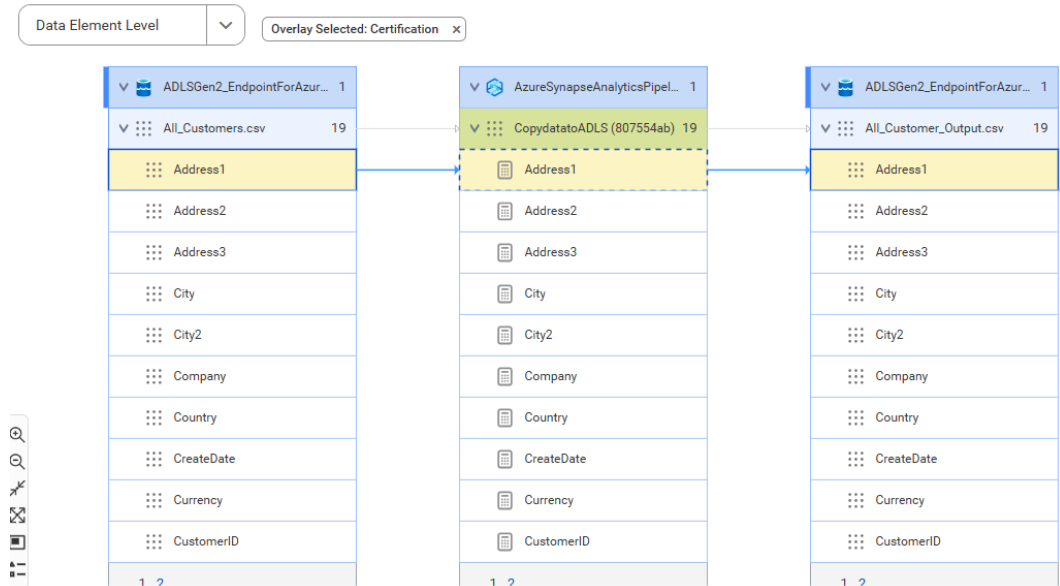 Data Element Level
Overlay Selected: Certification ×
ADLSGen2_EndpointForAzur... 1
All_Customers.csv 19
Address1
Address2
Address3
City
City2
Company
Country
CreateDate
Currency
CustomerID
1 2
AzureSynapseAnalyticsPipel... 1
CopydatatoADLS (807554ab) 19
Address1
Address2
Address3
City
City2
Company
Country
CreateDate
Currency
CustomerID
1 2
ADLSGen2_EndpointForAzur... 1
All_Customer_Output.csv 19
Address1
Address2
Address3
City
City2
Company
Country
CreateDate
Currency
CustomerID
1 2